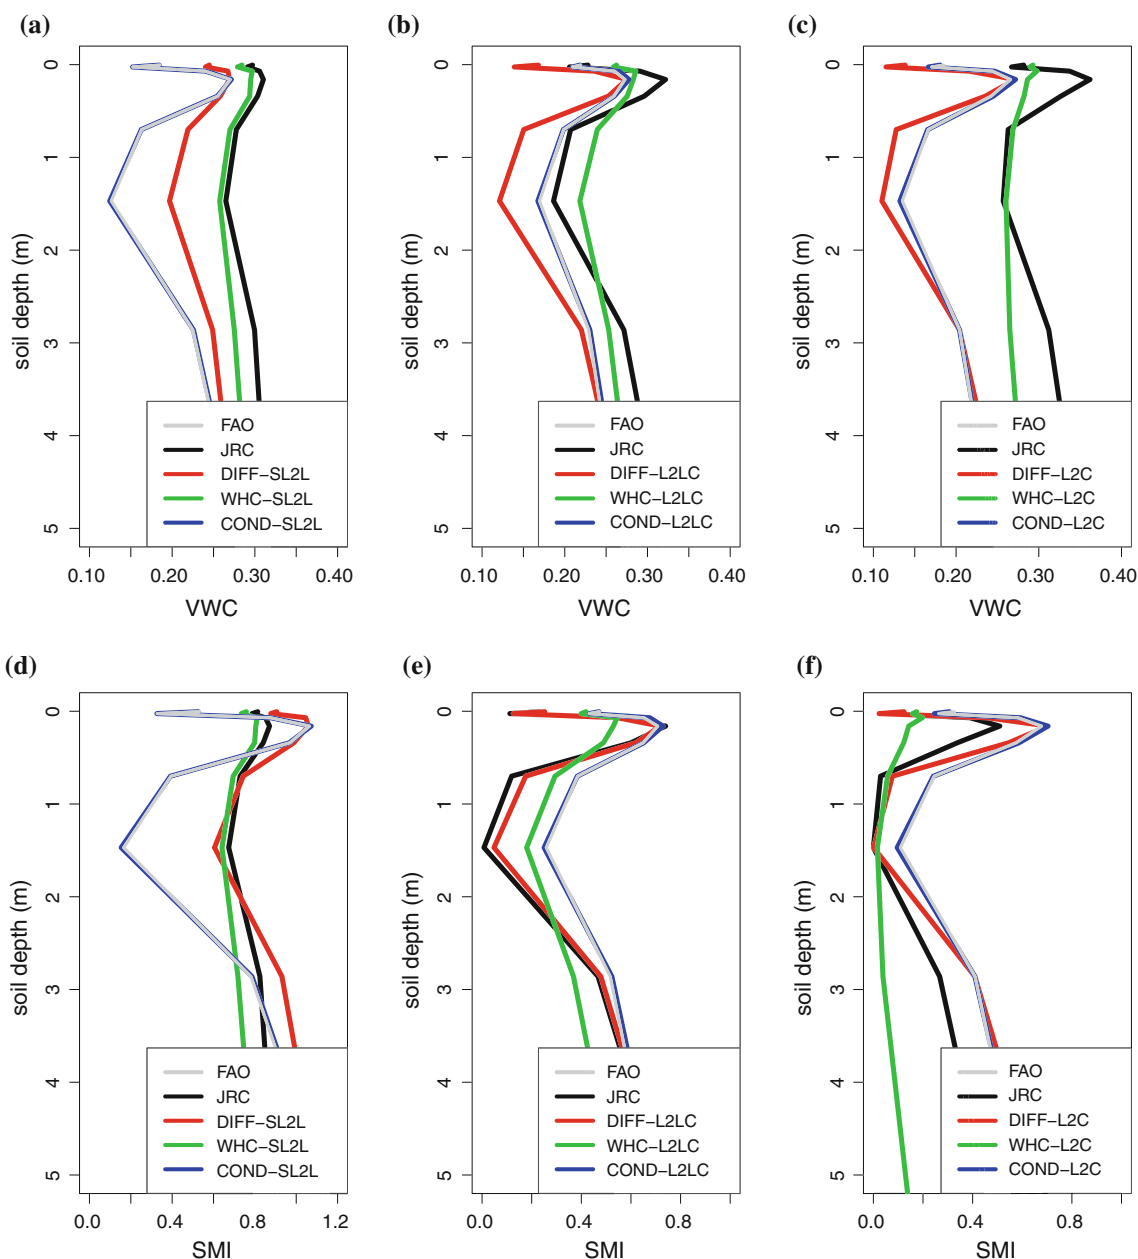 (a)
(b)
(c)
0
1
2
3
4
5
soil depth (m)
0.10
0.20
0.30
0.40
VWC
FAO
JRC
DIFF−SL2L
WHC−SL2L
COND−SL2L
0
1
2
3
4
5
soil depth (m)
0.10
0.20
0.30
0.40
VWC
FAO
JRC
DIFF−L2LC
WHC−L2LC
COND−L2LC
0
1
2
3
4
5
soil depth (m)
0.10
0.20
0.30
0.40
VWC
FAO
JRC
DIFF−L2C
WHC−L2C
COND−L2C
(d)
(e)
(f)
0
1
2
3
4
5
soil depth (m)
0.0
0.4
0.8
1.2
SMI
FAO
JRC
DIFF−SL2L
WHC−SL2L
COND−SL2L
0
1
2
3
4
5
soil depth (m)
0.0
0.4
0.8
SMI
FAO
JRC
DIFF−L2LC
WHC−L2LC
COND−L2LC
0
1
2
3
4
5
soil depth (m)
0.0
0.4
0.8
SMI
FAO
JRC
DIFF−L2C
WHC−L2C
COND−L2C